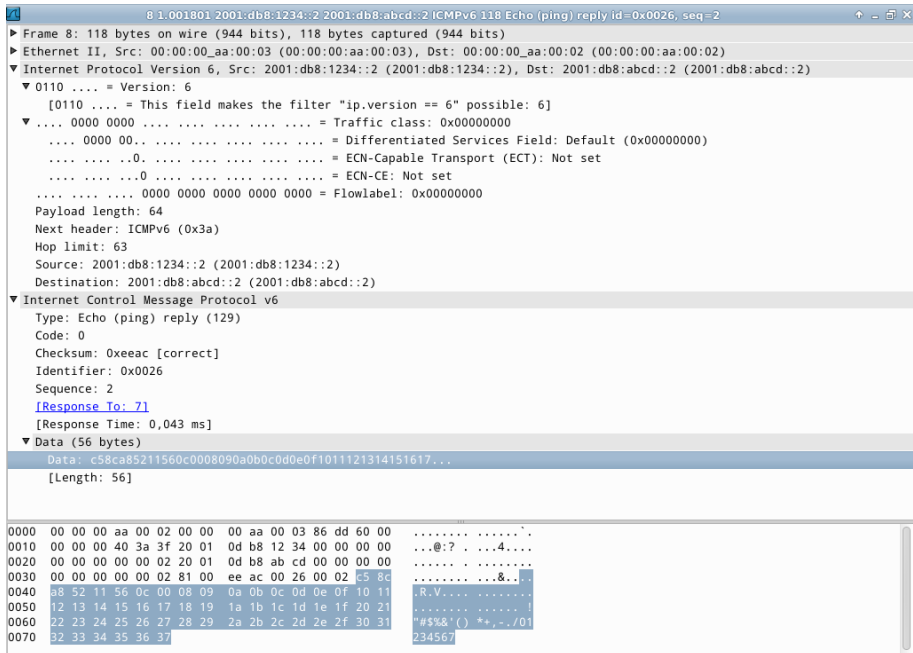 8 1.001801 2001:db8:1234::2 2001:db8:abcd::2 ICMPv6 118 Echo (ping) reply id=0x0026, seq=2
Frame 8: 118 bytes on wire (944 bits), 118 bytes captured (944 bits)
Ethernet II, Src: 00:00:00_aa:00:03 (00:00:00:aa:00:03), Dst: 00:00:00_aa:00:02 (00:00:00:aa:00:02)
Internet Protocol Version 6, Src: 2001:db8:1234::2 (2001:db8:1234::2), Dst: 2001:db8:abcd::2 (2001:db8:abcd::2)
0110 .... = Version: 6
[0110 .... = This field makes the filter "ip.version == 6" possible: 6]
.... 0000 0000 .... .... .... .... .... = Traffic class: 0x00000000
.... 0000 00.. .... .... .... .... .... = Differentiated Services Field: Default (0x00000000)
.... .... ..0. .... .... .... .... .... = ECN-Capable Transport (ECT): Not set
.... .... ...0 .... .... .... .... .... = ECN-CE: Not set
.... .... .... 0000 0000 0000 0000 0000 = Flowlabel: 0x00000000
Payload length: 64
Next header: ICMPv6 (0x3a)
Hop limit: 63
Source: 2001:db8:1234::2 (2001:db8:1234::2)
Destination: 2001:db8:abcd::2 (2001:db8:abcd::2)
Internet Control Message Protocol v6
Type: Echo (ping) reply (129)
Code: 0
Checksum: 0xeeac [correct]
Identifier: 0x0026
Sequence: 2
[Response To: 7]
[Response Time: 0,043 ms]
Data (56 bytes)
Data: c58ca85211560c0008090a0b0c0d0e0f1011121314151617...
[Length: 56]
0000 00 00 00 aa 00 02 00 00 00 aa 00 03 86 dd 60 00 ........ ......`.
0010 00 00 00 40 3a 3f 20 01 0d b8 12 34 00 00 00 00 ...@:? . ...4....
0020 00 00 00 00 00 02 20 01 0d b8 ab cd 00 00 00 00 ...... . ........
0030 00 00 00 00 00 02 81 00 ee ac 00 26 00 02 c5 8c ........ ...&....
0040 a8 52 11 56 0c 00 08 09 0a 0b 0c 0d 0e 0f 10 11 .R.V.... ........
0050 12 13 14 15 16 17 18 19 1a 1b 1c 1d 1e 1f 20 21 ........ ...... !
0060 22 23 24 25 26 27 28 29 2a 2b 2c 2d 2e 2f 30 31 "#$%&'() *+,-./01
0070 32 33 34 35 36 37 234567